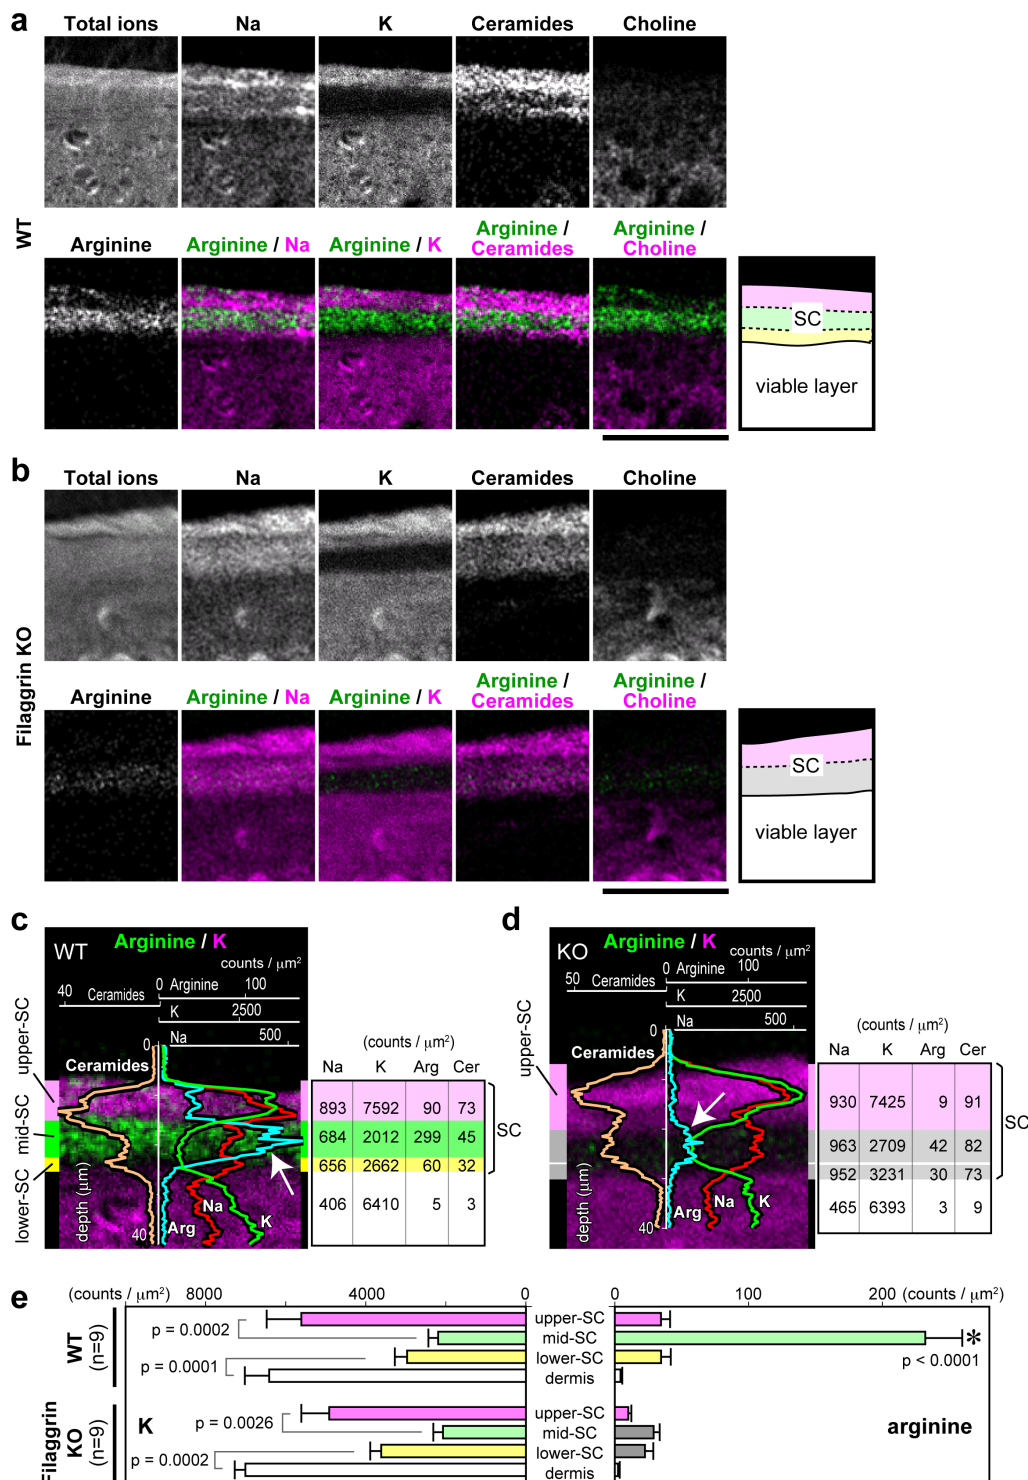 a
Total ions Na K Ceramides Choline
WT
Arginine Arginine / Na Arginine / K Arginine / Ceramides Arginine / Choline
SC
viable layer
b
Total ions Na K Ceramides Choline
Filaggrin KO
Arginine Arginine / Na Arginine / K Arginine / Ceramides Arginine / Choline
SC
viable layer
c
WT
Arginine / K
counts / μm²
0 Arginine 100
40 Ceramides
K 2500
Na 500
0
Ceramides
upper-SC
mid-SC
lower-SC
depth (μm)
40
Arg
Na
K
(counts / μm²)
Na K Arg Cer
893 7592 90 73
684 2012 299 45
656 2662 60 32
406 6410 5 3
SC
d
KO
Arginine / K
counts / μm²
0 Arginine 100
50 Ceramides
K 2500
Na 500
0
Ceramides
upper-SC
depth (μm)
40
Arg
Na
K
(counts / μm²)
Na K Arg Cer
930 7425 9 91
963 2709 42 82
952 3231 30 73
465 6393 3 9
SC
e
(counts / μm²) 8000 4000 0 0 100 200 (counts / μm²)
WT
(n=9)
p = 0.0002
p = 0.0001
upper-SC
mid-SC
lower-SC
dermis
*
p < 0.0001
Filaggrin
KO
(n=9)
K
p = 0.0026
p = 0.0002
upper-SC
mid-SC
lower-SC
dermis
arginine